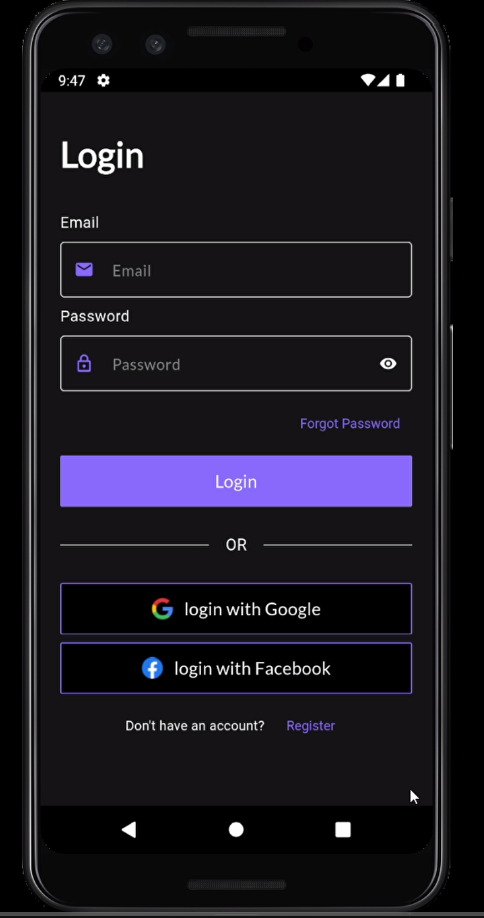 9:47
Login
Email
Email
Password
Password
Forgot Password
Login
OR
login with Google
login with Facebook
Don't have an account? Register